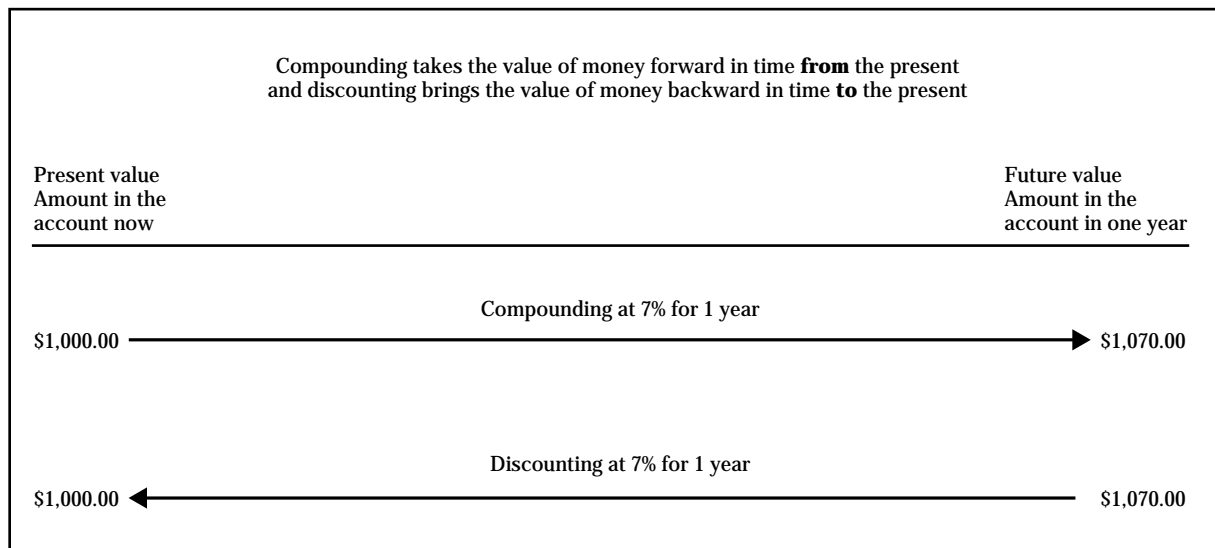 Compounding takes the value of money forward in time from the present
and discounting brings the value of money backward in time to the present
Present value
Amount in the
account now
Future value
Amount in the
account in one year
Compounding at 7% for 1 year
$1,000.00
$1,070.00
Discounting at 7% for 1 year
$1,000.00
$1,070.00